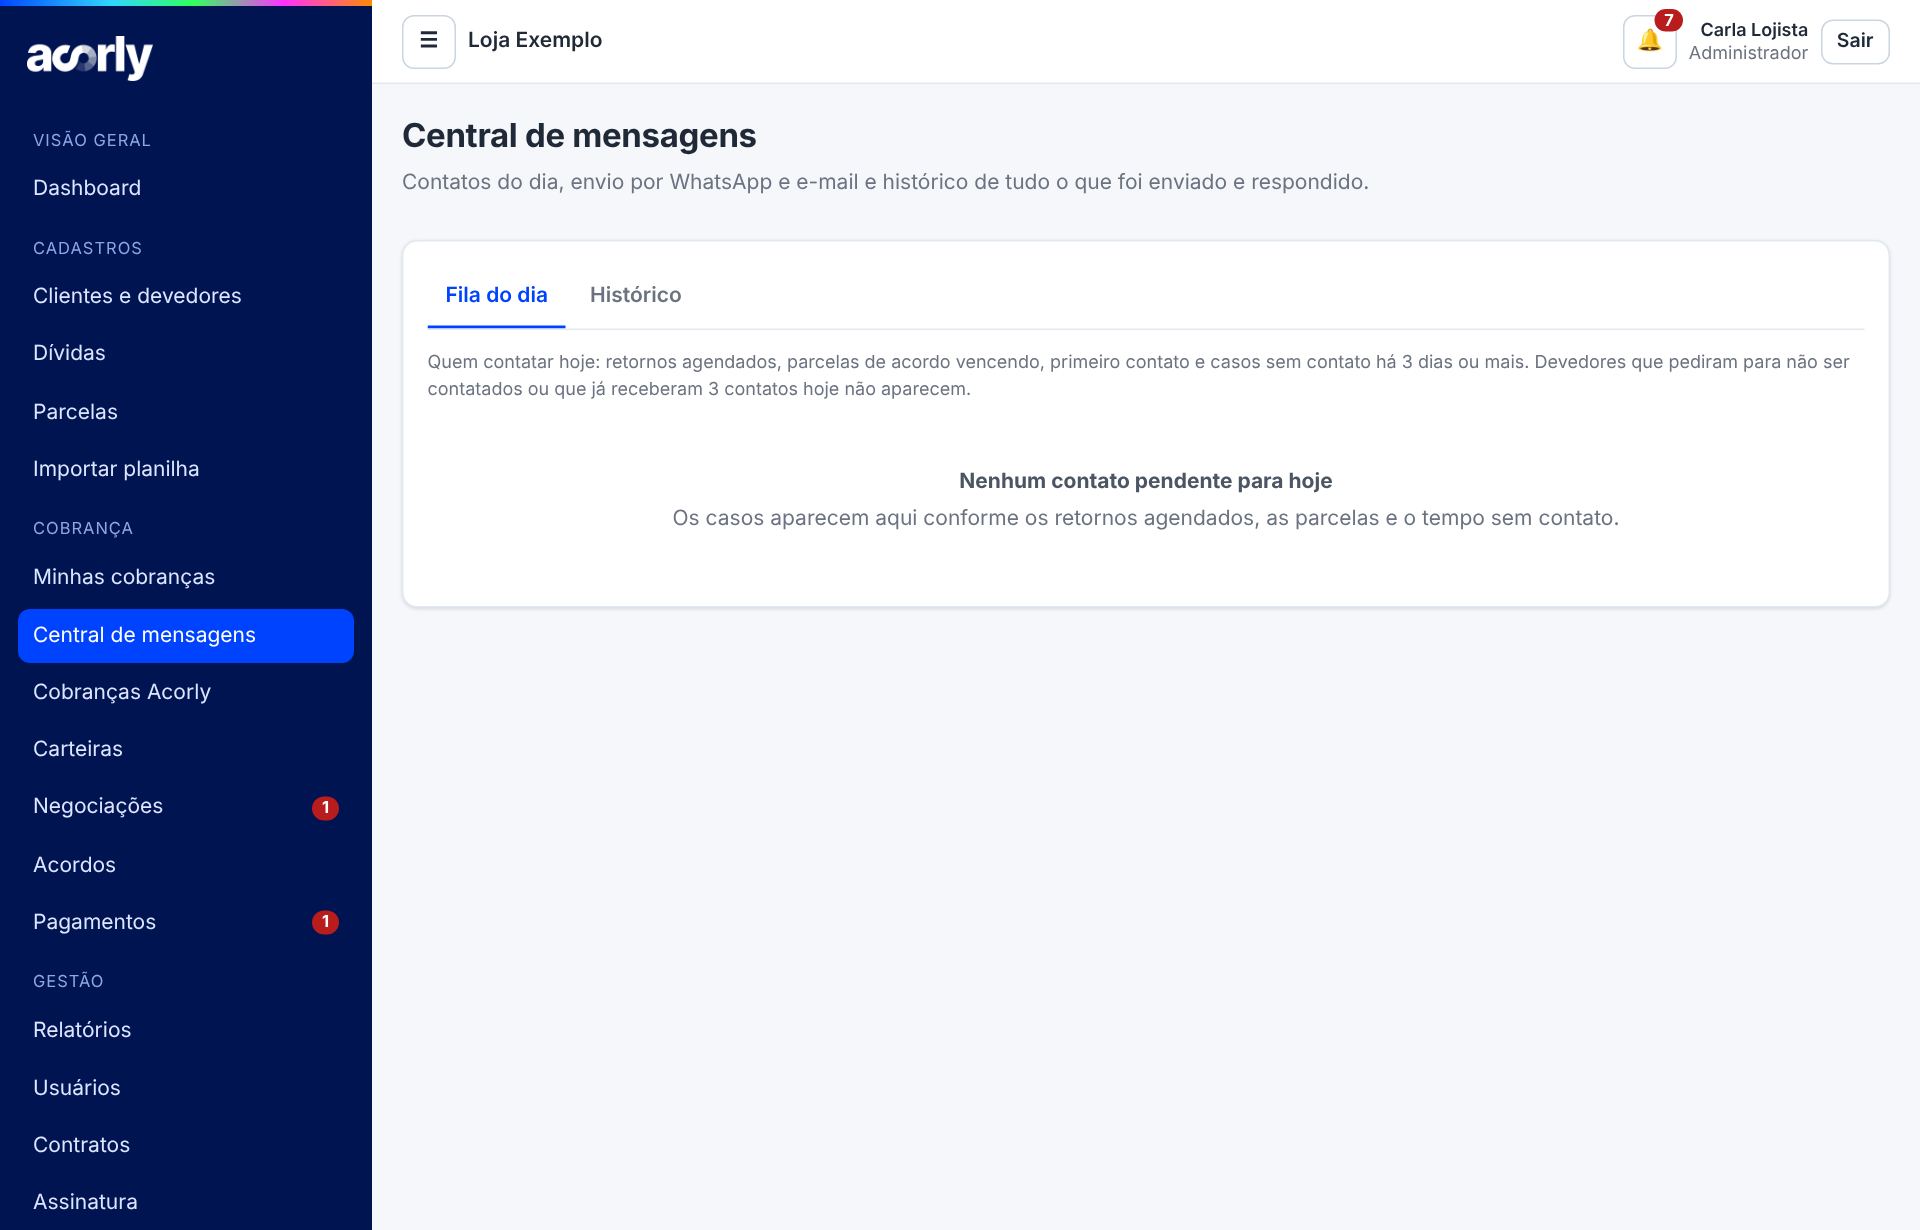 acorly
VISÃO GERAL
Dashboard
CADASTROS
Clientes e devedores
Dívidas
Parcelas
Importar planilha
COBRANÇA
Minhas cobranças
Central de mensagens
Cobranças Acorly
Carteiras
Negociações 1
Acordos
Pagamentos 1
GESTÃO
Relatórios
Usuários
Contratos
Assinatura
Loja Exemplo
7
Carla Lojista
Administrador
Sair
Central de mensagens
Contatos do dia, envio por WhatsApp e e-mail e histórico de tudo o que foi enviado e respondido.
Fila do dia Histórico
Quem contatar hoje: retornos agendados, parcelas de acordo vencendo, primeiro contato e casos sem contato há 3 dias ou mais. Devedores que pediram para não ser
contatados ou que já receberam 3 contatos hoje não aparecem.
Nenhum contato pendente para hoje
Os casos aparecem aqui conforme os retornos agendados, as parcelas e o tempo sem contato.